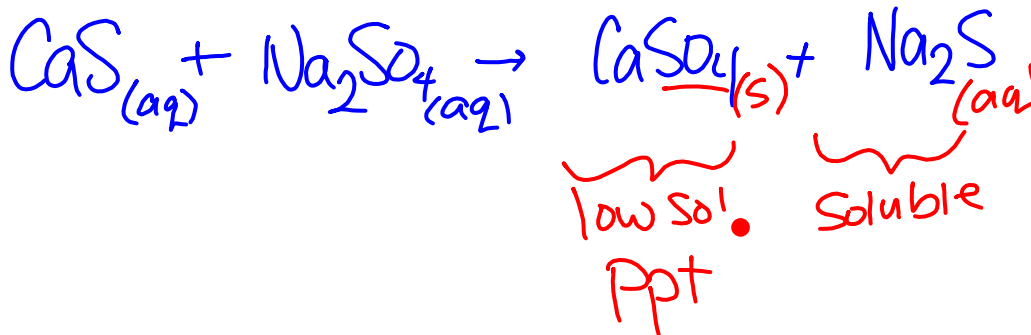 CaS(aq) + Na₂SO₄(aq) → CaSO₄(s) + Na₂S(aq)
low sol. soluble
ppt